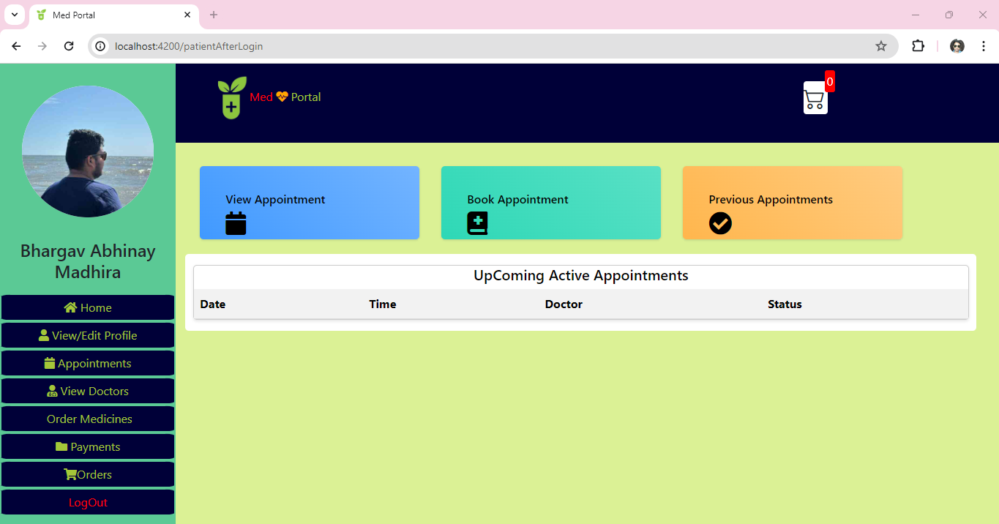 Med Portal
localhost:4200/patientAfterLogin
Med Portal
0
Bhargav Abhinay
Madhira
Home
View/Edit Profile
Appointments
View Doctors
Order Medicines
Payments
Orders
LogOut
View Appointment
Book Appointment
Previous Appointments
UpComing Active Appointments
Date Time Doctor Status